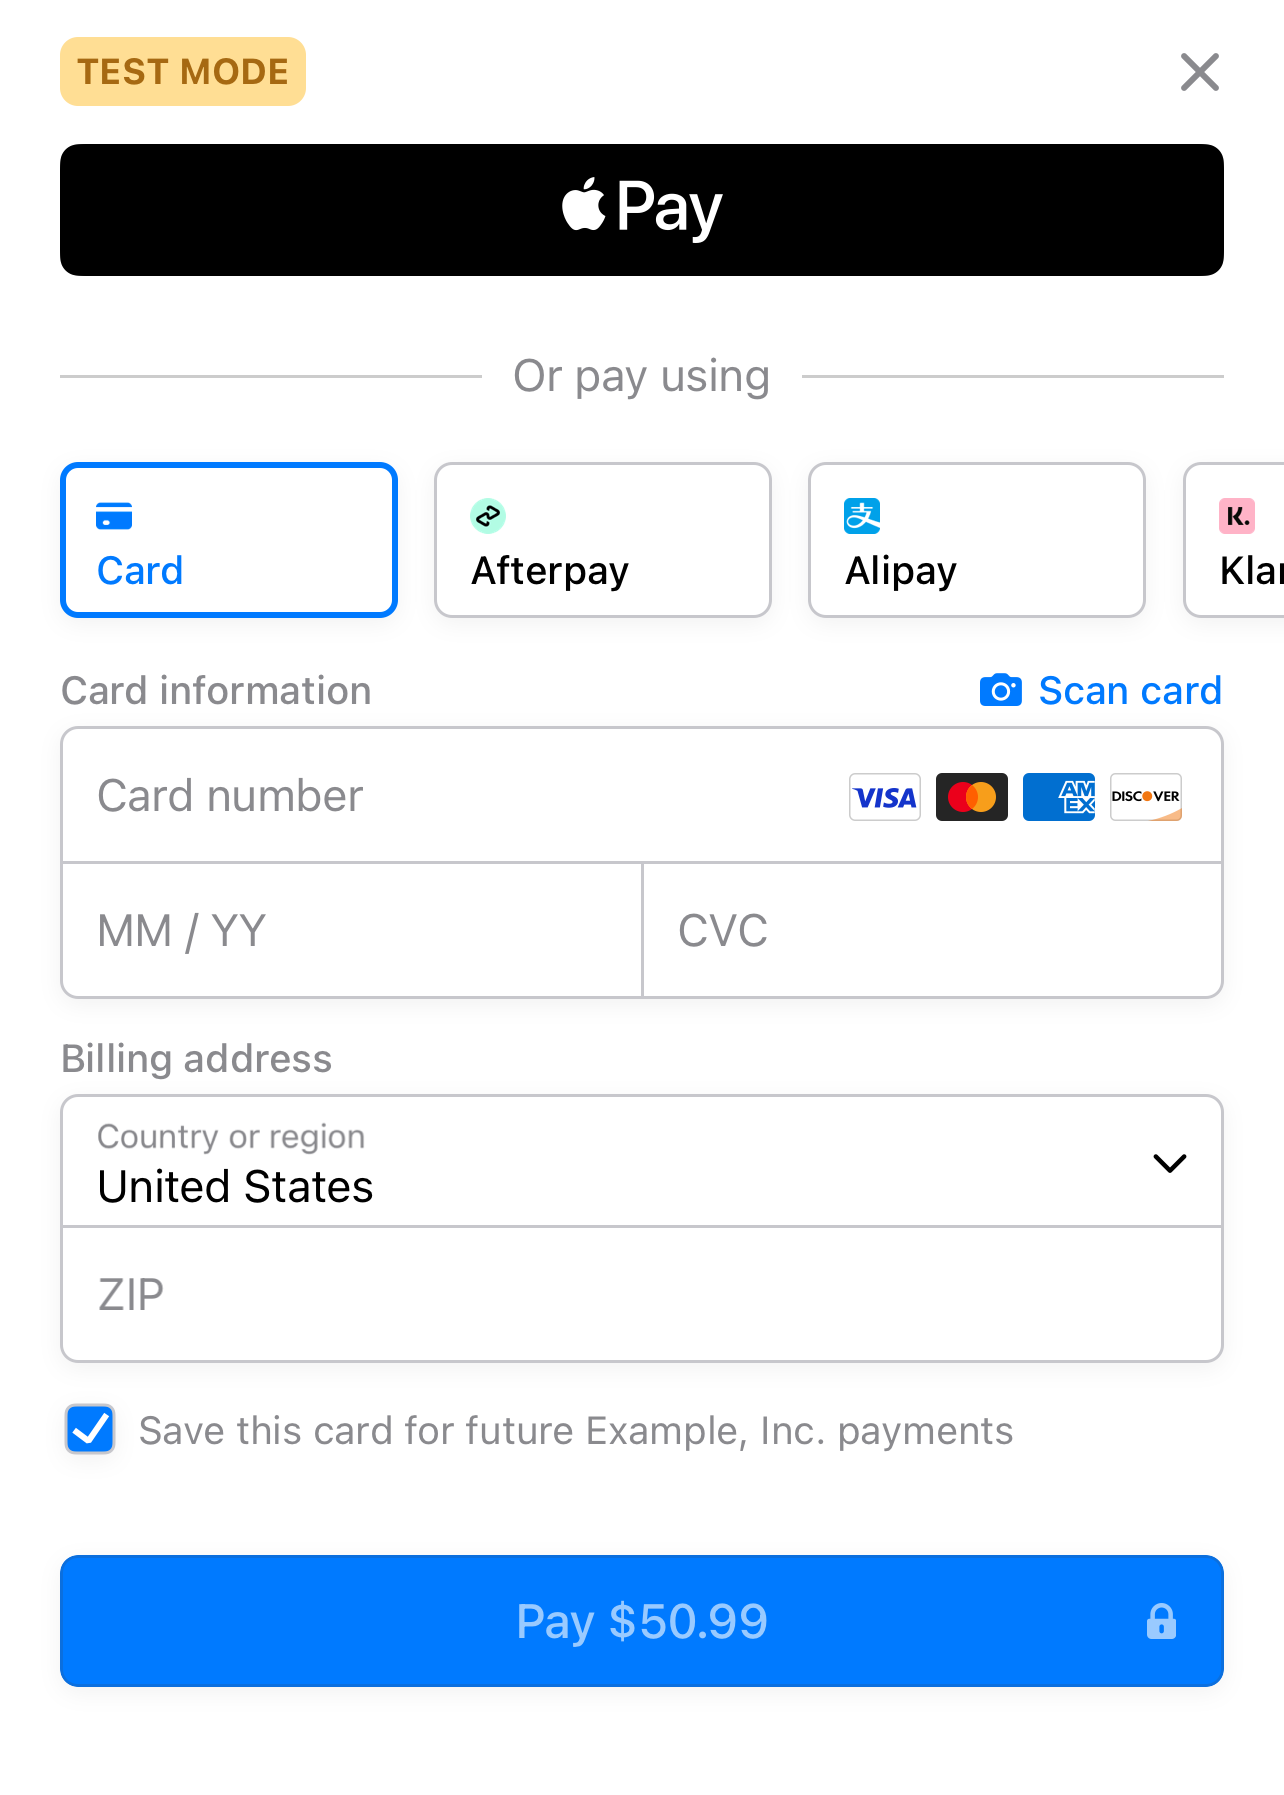 TEST MODE
Pay
Or pay using
Card
Afterpay
支
Alipay
K.
Klar
Card information
Scan card
Card number
VISA
AM
EX
DISCOVER
MM / YY
CVC
Billing address
Country or region
United States
ZIP
Save this card for future Example, Inc. payments
Pay $50.99